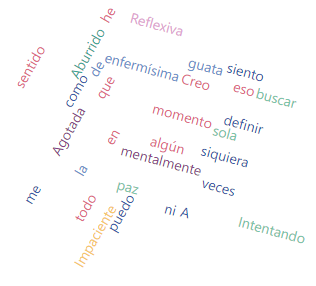 he
Reflexiva
Aburrido
sentido
de
enfermísima
guata
siento
como
que
Creo
eso
buscar
Agotada
momento
definir
sola
en
algún
siquiera
mentalmente
la
me
paz
veces
todo
puedo
ni A
Impaciente
Intentando